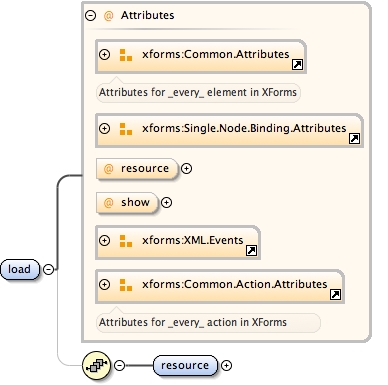 @ Attributes
xforms:Common.Attributes
Attributes for _every_ element in XForms
xforms:Single.Node.Binding.Attributes
@ resource
@ show
xforms:XML.Events
load
xforms:Common.Action.Attributes
Attributes for _every_ action in XForms
resource